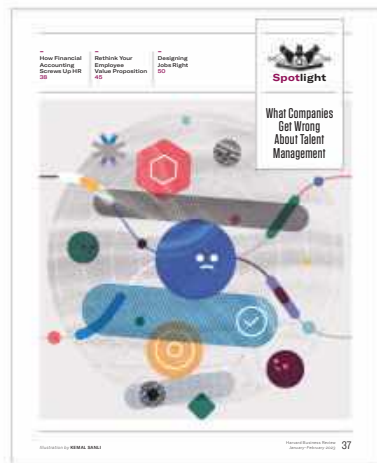 How Financial
Accounting
Screws Up HR
38
Rethink Your
Employee
Value Proposition
45
Designing
Jobs Right
50
Spotlight
What Companies
Get Wrong
About Talent
Management
Illustration by KEMAL SANLI
Harvard Business Review
January–February 2023
37